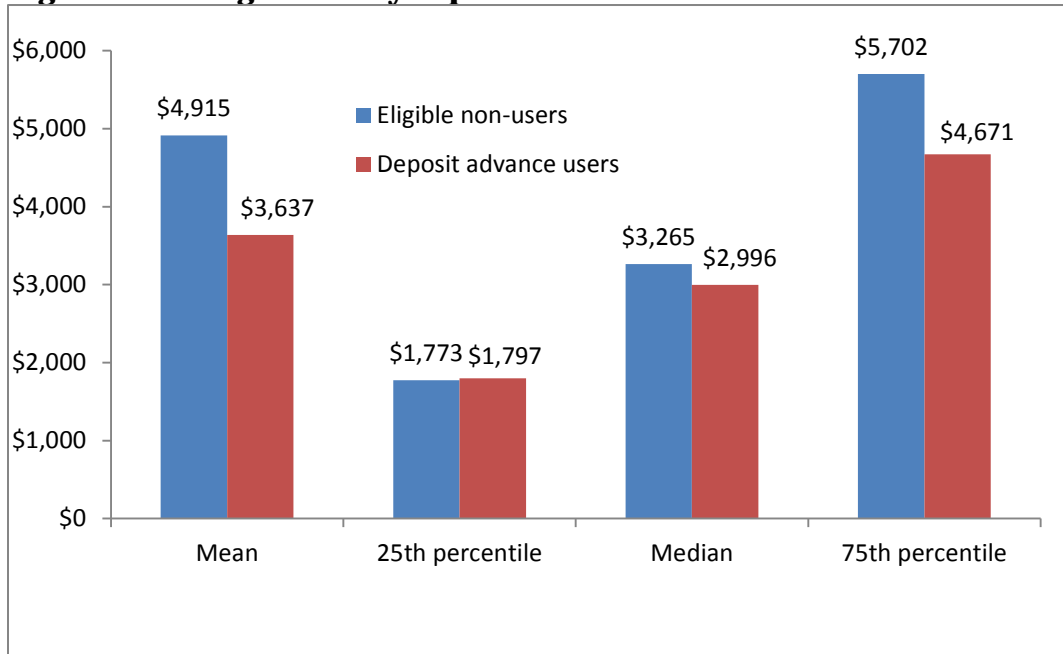 $6,000
$5,000
$4,000
$3,000
$2,000
$1,000
$0
$4,915
$3,637
$1,773
$1,797
$3,265
$2,996
$5,702
$4,671
Eligible non-users
Deposit advance users
Mean
25th percentile
Median
75th percentile